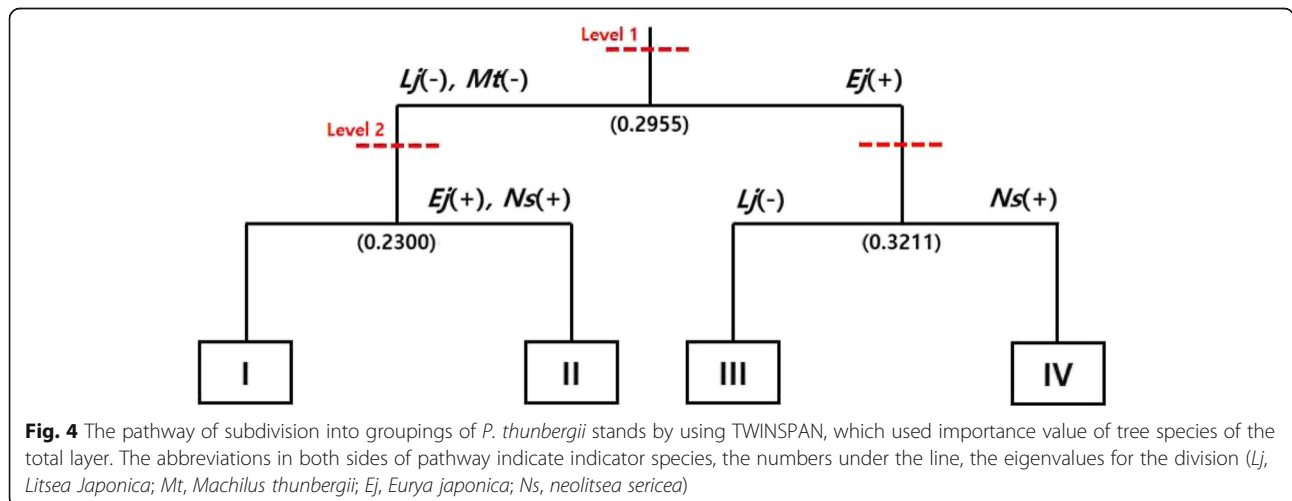 Level 1
Lj(-), Mt(-)
Ej(+)
(0.2955)
Level 2
Ej(+), Ns(+)
Lj(-)
Ns(+)
(0.2300)
(0.3211)
I
II
III
IV
Fig. 4 The pathway of subdivision into groupings of P. thunbergii stands by using TWINSPAN, which used importance value of tree species of the
total layer. The abbreviations in both sides of pathway indicate indicator species, the numbers under the line, the eigenvalues for the division (Lj,
Litsea Japonica; Mt, Machilus thunbergii; Ej, Eurya japonica; Ns, neolitsea sericea)